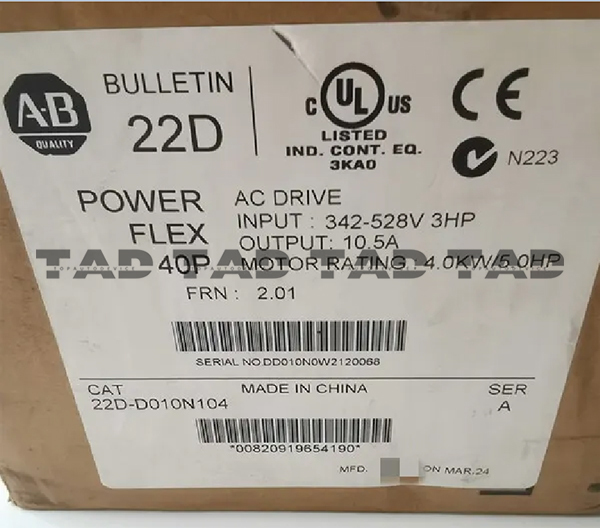 A-B
QUALITY
BULLETIN
22D
C UL US
LISTED
IND. CONT. EQ.
3KA0
CE
N223
POWER
FLEX
40P
AC DRIVE
INPUT : 342-528V 3HP
OUTPUT: 10.5A
MOTOR RATING : 4.0KW/5.0HP
TAD TAD TAD TAD TAD
FRN : 2.01
SERIAL NO.DD010N0W2120068
CAT
22D-D010N104
MADE IN CHINA
SER
A
*00820919654190*
MFD.
ON MAR.24